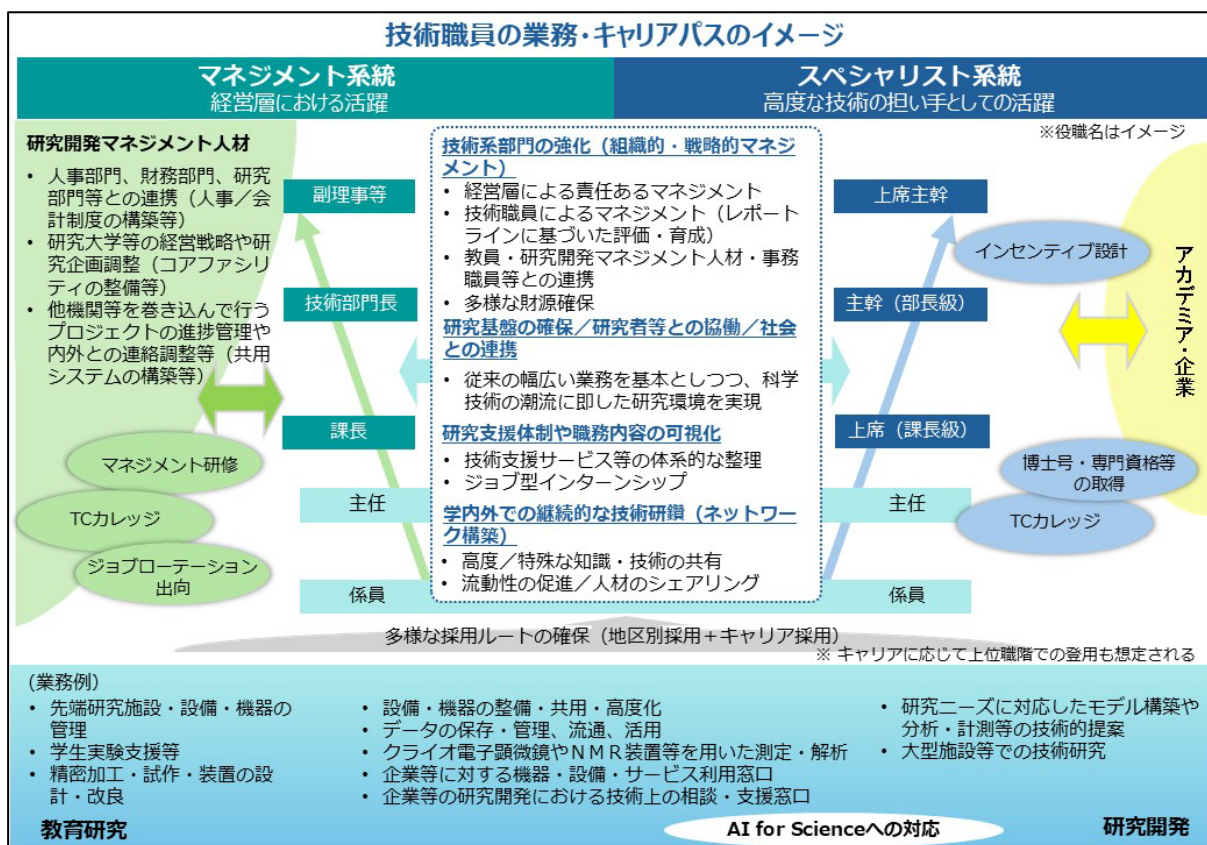 技術職員の業務・キャリアパスのイメージ
マネジメント系統
経営層における活躍
スペシャリスト系統
高度な技術の担い手としての活躍
※役職名はイメージ
研究開発マネジメント人材
• 人事部門、財務部門、研究
部門等との連携（人事／会
計制度の構築等）
• 研究大学等の経営戦略や研
究企画調整（コアファシリ
ティの整備等）
• 他機関等を巻き込んで行う
プロジェクトの進捗管理や
内外との連絡調整等（共用
システムの構築等）
マネジメント研修
TCカレッジ
ジョブローテーション
出向
副理事等
技術部門長
課長
主任
係員
技術系部門の強化（組織的・戦略的マネジ
メント）
• 経営層による責任あるマネジメント
• 技術職員によるマネジメント（レポート
ラインに基づいた評価・育成）
• 教員・研究開発マネジメント人材・事務
職員等との連携
• 多様な財源確保
研究基盤の確保／研究者等との協働／社会
との連携
• 従来の幅広い業務を基本としつつ、科学
技術の潮流に即した研究環境を実現
研究支援体制や職務内容の可視化
• 技術支援サービス等の体系的な整理
• ジョブ型インターンシップ
学内外での継続的な技術研鑽（ネットワー
ク構築）
• 高度／特殊な知識・技術の共有
• 流動性の促進／人材のシェアリング
上席主幹
主幹（部長級）
上席（課長級）
主任
係員
インセンティブ設計
博士号・専門資格等
の取得
TCカレッジ
アカデミア・企業
多様な採用ルートの確保（地区別採用＋キャリア採用）
※ キャリアに応じて上位職階での登用も想定される
（業務例）
• 先端研究施設・設備・機器の
管理
• 学生実験支援等
• 精密加工・試作・装置の設
計・改良
• 設備・機器の整備・共用・高度化
• データの保存・管理、流通、活用
• クライオ電子顕微鏡やＮＭＲ装置等を用いた測定・解析
• 企業等に対する機器・設備・サービス利用窓口
• 企業等の研究開発における技術上の相談・支援窓口
• 研究ニーズに対応したモデル構築や
分析・計測等の技術的提案
• 大型施設等での技術研究
教育研究
AI for Scienceへの対応
研究開発